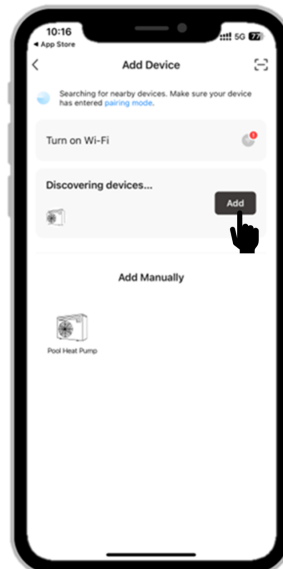 10:16
5G 77
App Store
Add Device
Searching for nearby devices. Make sure your device
has entered pairing mode.
Turn on Wi-Fi
Discovering devices...
Add
Add Manually
Pool Heat Pump